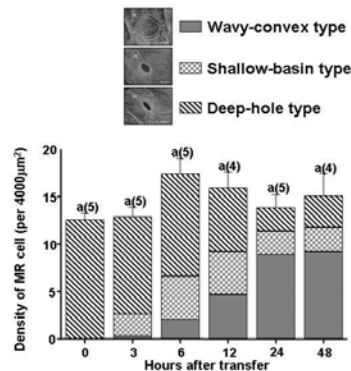 Wavy-convex type
Shallow-basin type
Deep-hole type
Density of MR cell (per 4000μm²)
20
15
10
5
0
a(5)
a(5)
a(5)
a(4)
a(5)
a(4)
0
3
6
12
24
48
Hours after transfer